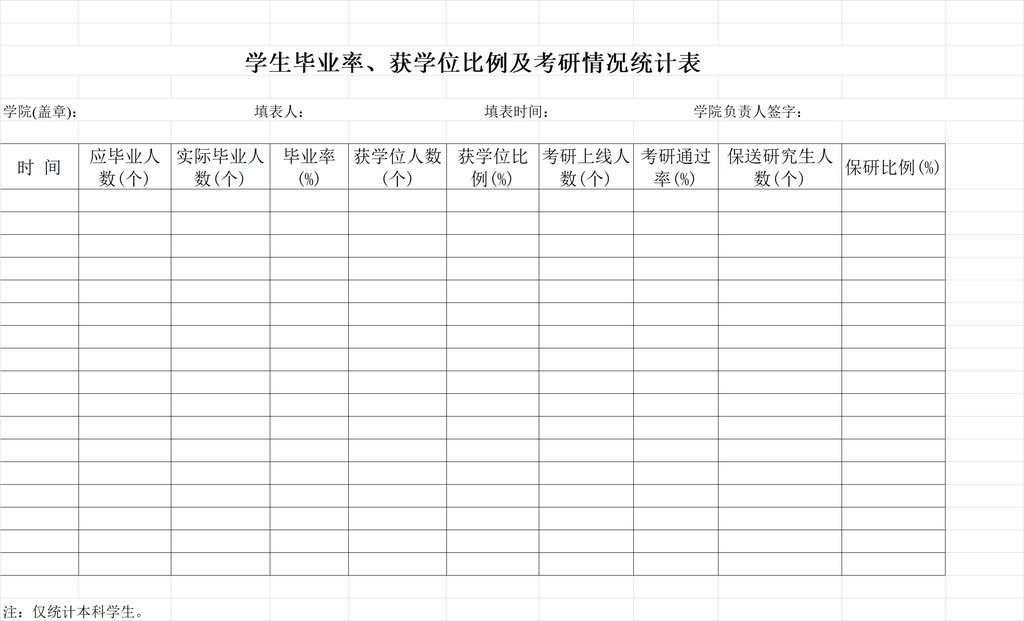 学生毕业率、获学位比例及考研情况统计表
学院(盖章): 填表人: 填表时间: 学院负责人签字:
时 间
应毕业人
数(个)
实际毕业人
数(个)
毕业率
(%)
获学位人数
(个)
获学位比
例(%)
考研上线人
数(个)
考研通过
率(%)
保送研究生人
数(个)
保研比例(%)
注: 仅统计本科学生。